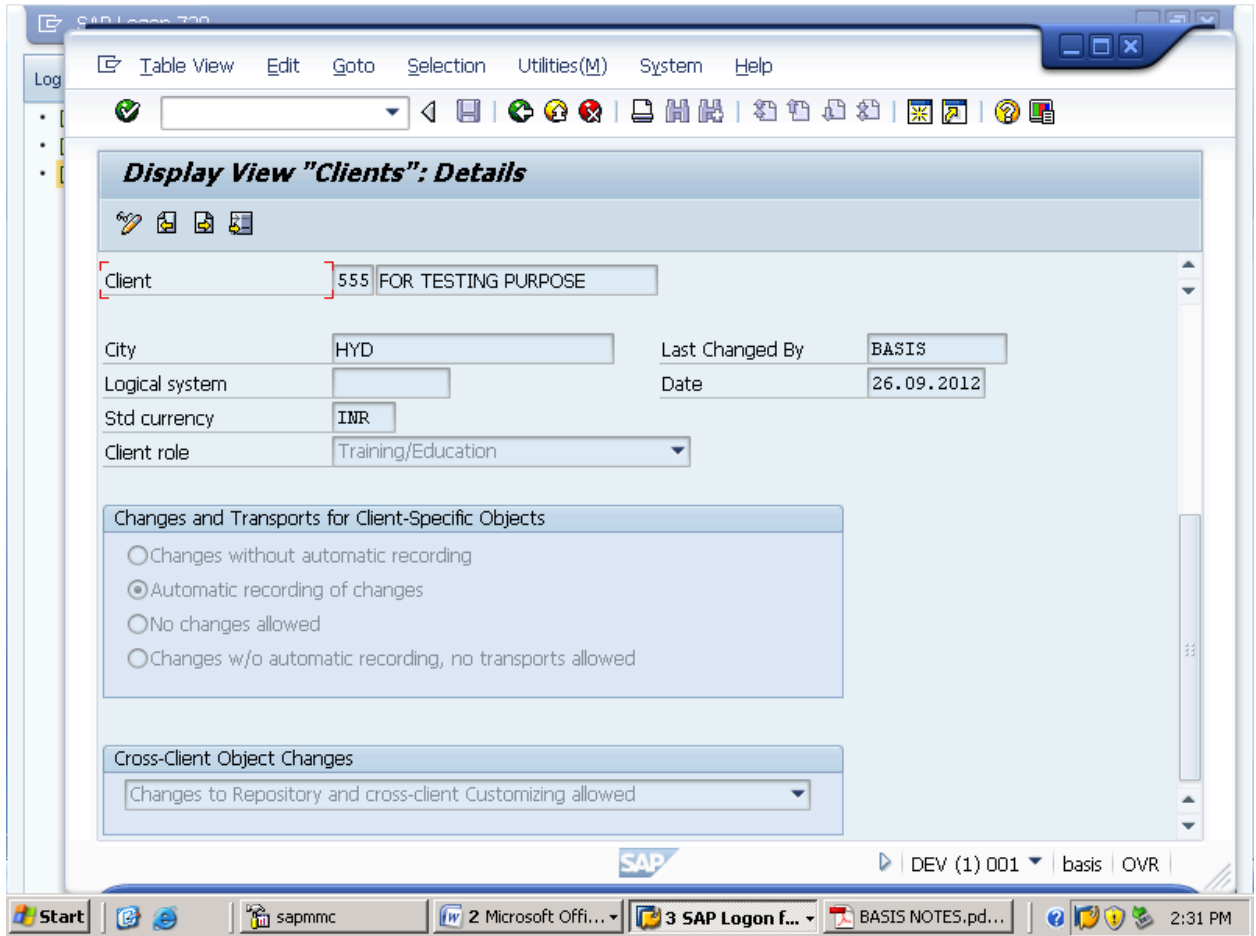 SAP Logon 720
Table View Edit Goto Selection Utilities(M) System Help
Log
Display View "Clients": Details
Client 555 FOR TESTING PURPOSE
City HYD Last Changed By BASIS
Logical system Date 26.09.2012
Std currency INR
Client role Training/Education
Changes and Transports for Client-Specific Objects
Changes without automatic recording
Automatic recording of changes
No changes allowed
Changes w/o automatic recording, no transports allowed
Cross-Client Object Changes
Changes to Repository and cross-client Customizing allowed
SAP DEV (1) 001 basis OVR
Start sapmmc 2 Microsoft Offi... 3 SAP Logon f... BASIS NOTES.pd... 2:31 PM